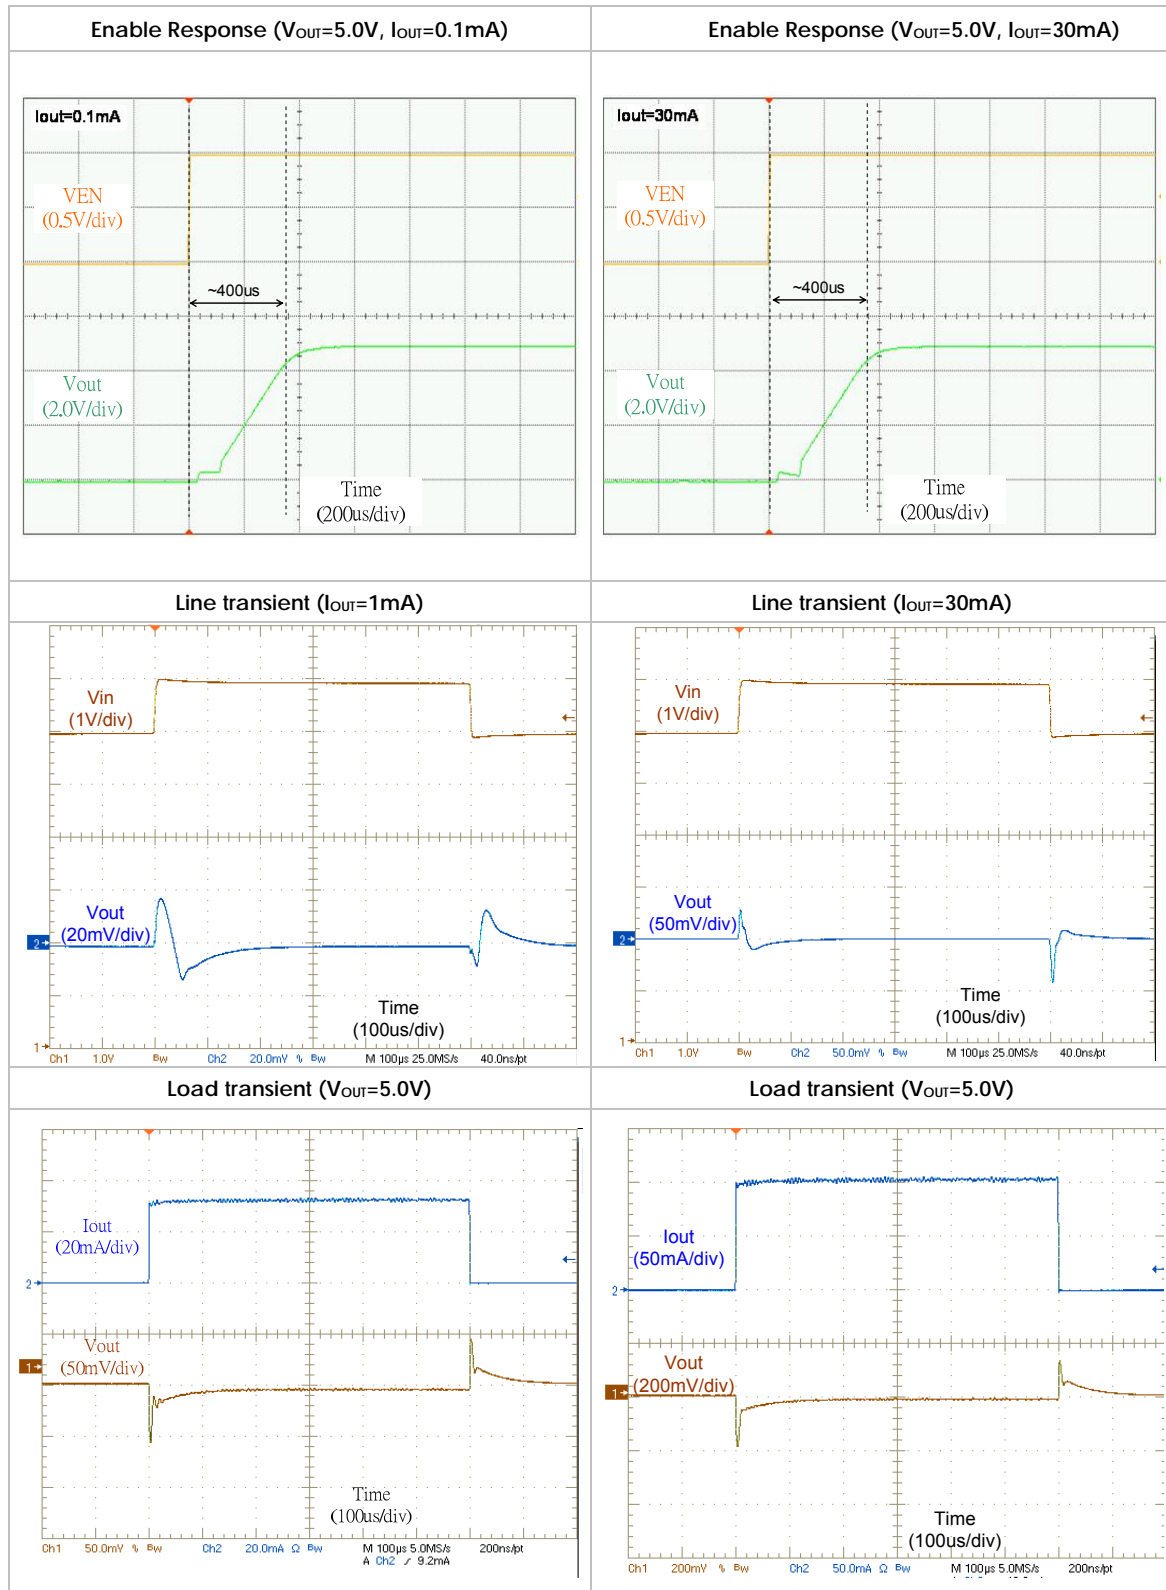 Enable Response (VOUT=5.0V, IOUT=0.1mA)
Enable Response (VOUT=5.0V, IOUT=30mA)
Iout=0.1mA
VEN
(0.5V/div)
~400us
Vout
(2.0V/div)
Time
(200us/div)
Iout=30mA
VEN
(0.5V/div)
~400us
Vout
(2.0V/div)
Time
(200us/div)
Line transient (IOUT=1mA)
Line transient (IOUT=30mA)
Vin
(1V/div)
Vout
(20mV/div)
2
Time
(100us/div)
1
Ch1 1.0V Bw Ch2 20.0mV % Bw M 100µs 25.0MS/s 40.0ns/pt
Vin
(1V/div)
Vout
(50mV/div)
2
Time
(100us/div)
1
Ch1 1.0V Bw Ch2 50.0mV % Bw M 100µs 25.0MS/s 40.0ns/pt
Load transient (VOUT=5.0V)
Load transient (VOUT=5.0V)
Iout
(20mA/div)
2
Vout
1
(50mV/div)
Time
(100us/div)
Ch1 50.0mV % Bw Ch2 20.0mA Ω Bw M 100µs 5.0MS/s 200ns/pt
A Ch2 ∫ 9.2mA
Iout
(50mA/div)
2
Vout
(200mV/div)
1
Time
(100us/div)
Ch1 200mV % Bw Ch2 50.0mA Ω Bw M 100µs 5.0MS/s 200ns/pt